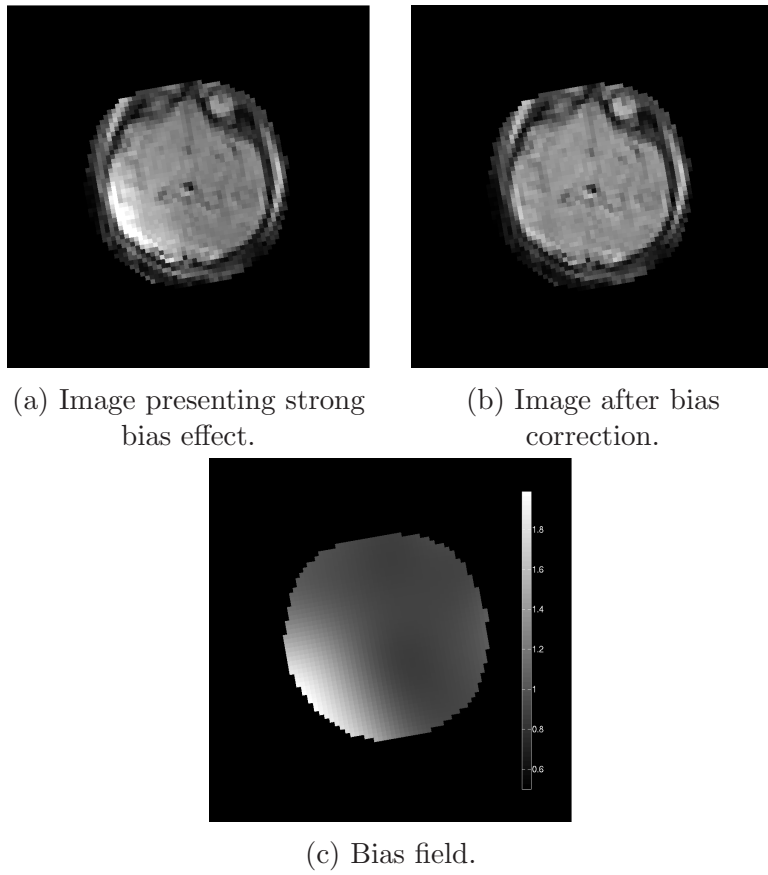 (a) Image presenting strong
bias effect.
(b) Image after bias
correction.
1.8
1.6
1.4
1.2
1
0.8
0.6
(c) Bias field.